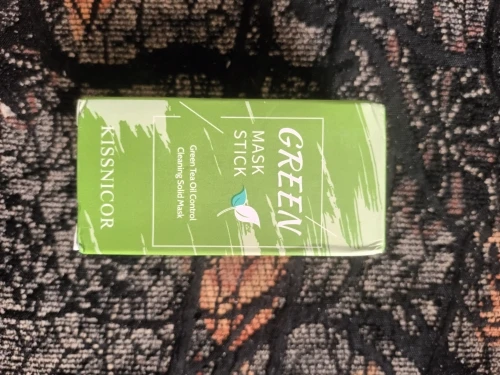 GREEN
MASK
STICK
Green Tea Oil Control
Cleaning Solid Mask
KISSNICOR